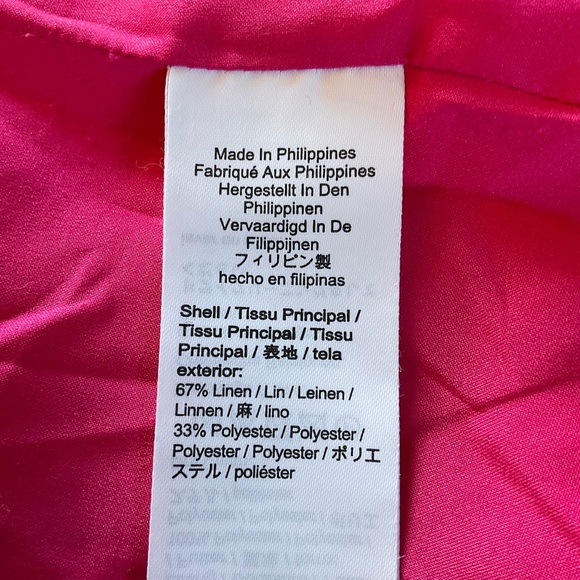 Made In Philippines
Fabriqué Aux Philippines
Hergestellt In Den
Philippinen
Vervaardigd In De
Filippijnen
フィリピン製
hecho en filipinas
Shell / Tissu Principal /
Tissu Principal / Tissu
Principal / 表地 / tela
exterior:
67% Linen / Lin / Leinen /
Linnen / 麻 / lino
33% Polyester / Polyester /
Polyester / Polyester / ポリエ
ステル / poliéster